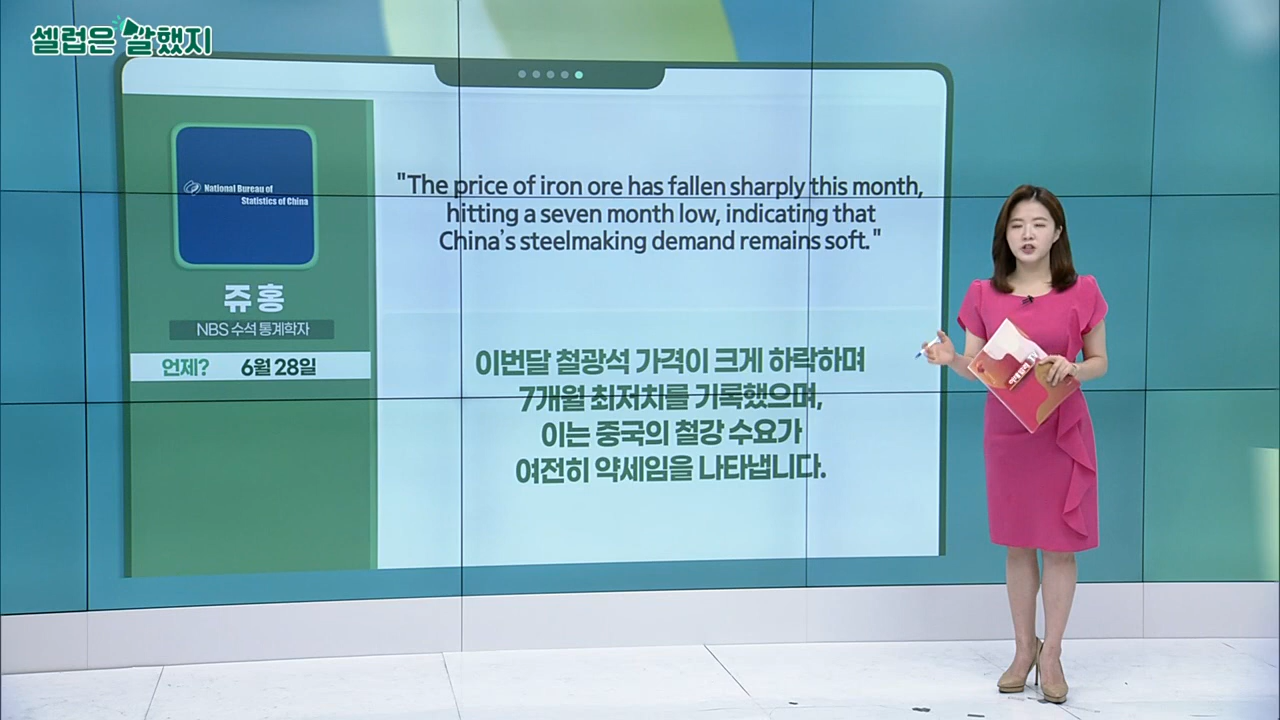 셀럽은 말했지
National Bureau of
Statistics of China
쥬 홍
NBS 수석 통계학자
언제? 6월 28일
"The price of iron ore has fallen sharply this month,
hitting a seven month low, indicating that
China's steelmaking demand remains soft."
이번달 철광석 가격이 크게 하락하며
7개월 최저치를 기록했으며,
이는 중국의 철강 수요가
여전히 약세임을 나타냅니다.